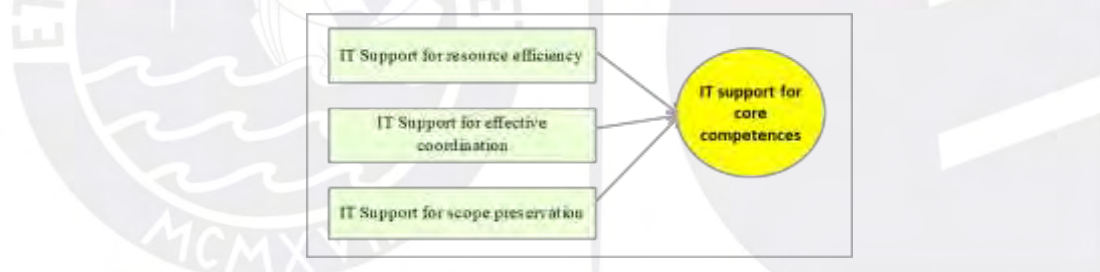 IT Support for resource efficiency
IT Support for effective
coordination
IT Support for scope preservation
IT support for
core
competences
MCMXVII